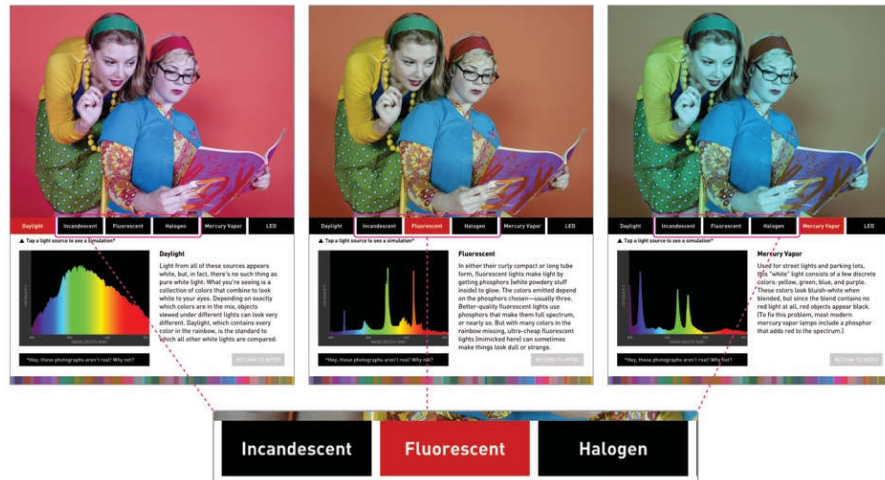 Daylight
Incandescent
Fluorescent
Halogen
Mercury Vapor
LED
▲ Tap a light source to see a simulation*
Daylight
Light from all of these sources appears
white, but, in fact, there's no such thing as
pure white light. What you're seeing is a
collection of colors that combine to look
white to your eyes. Depending on exactly
which colors are in the mix, objects
viewed under different lights can look very
different. Daylight, which contains every
color in the rainbow, is the standard to
which all other white lights are compared.
*Hey, these photographs aren't real! Why not?
RETURN TO INTRO
Daylight
Incandescent
Fluorescent
Halogen
Mercury Vapor
LED
▲ Tap a light source to see a simulation*
Fluorescent
In either their curly compact or long tube
form, fluorescent lights make light by
getting phosphors (white powdery stuff
inside) to glow. The colors emitted depend
on the phosphors chosen—usually three.
Better-quality fluorescent lights use
phosphors that make them full spectrum,
or nearly so. But with many colors in the
rainbow missing, ultra-cheap fluorescent
lights (mimicked here) can sometimes
make things look dull or strange.
*Hey, these photographs aren't real! Why not?
RETURN TO INTRO
Daylight
Incandescent
Fluorescent
Halogen
Mercury Vapor
LED
▲ Tap a light source to see a simulation*
Mercury Vapor
Used for street lights and parking lots,
this "white" light consists of a few discrete
colors: yellow, green, blue, and purple.
These colors look bluish-white when
blended, but since the blend contains no
red light at all, red objects appear black.
(To fix this problem, most modern
mercury vapor lamps include a phosphor
that adds red to the spectrum.)
*Hey, these photographs aren't real! Why not?
RETURN TO INTRO
Incandescent
Fluorescent
Halogen